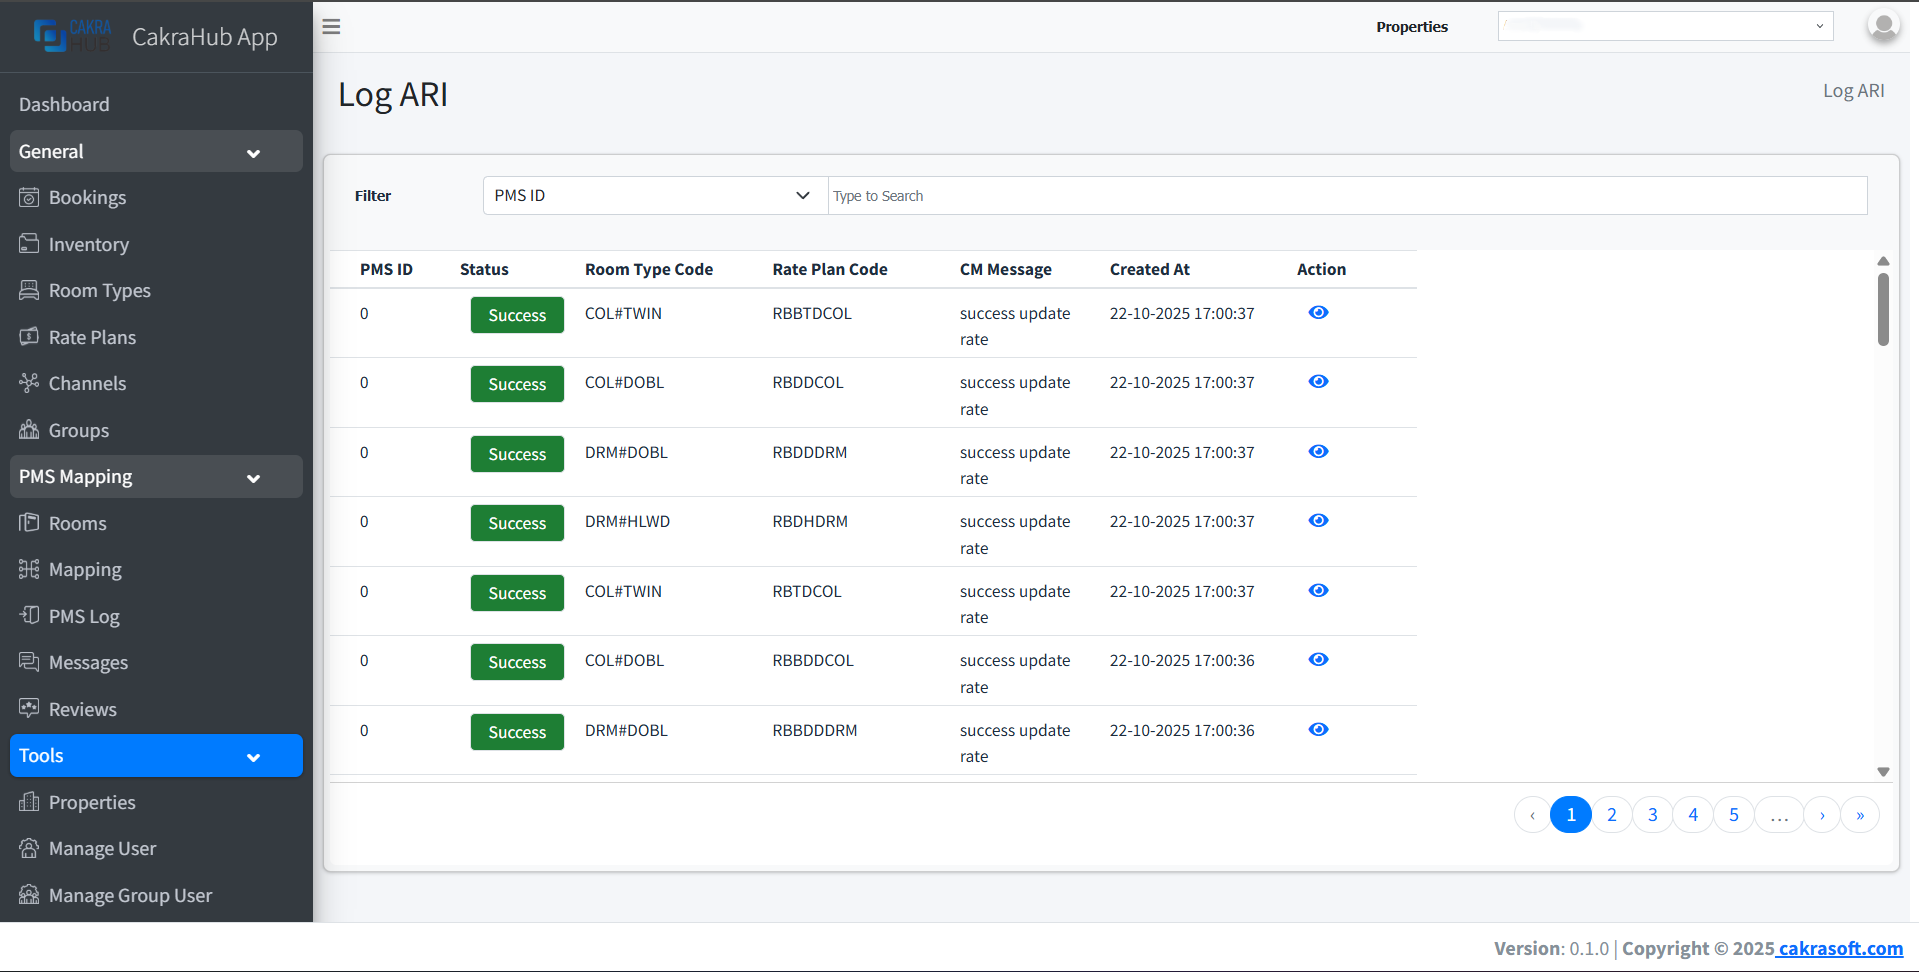 CAKRA
HUB
CakraHub App
Properties
Dashboard
General
Bookings
Inventory
Room Types
Rate Plans
Channels
Groups
PMS Mapping
Rooms
Mapping
PMS Log
Messages
Reviews
Tools
Properties
Manage User
Manage Group User
Log ARI
Log ARI
Filter PMS ID Type to Search
PMS ID Status Room Type Code Rate Plan Code CM Message Created At Action
0 Success COL#TWIN RBBTDCOL success update 22-10-2025 17:00:37
rate
0 Success COL#DOBL RBDDCOL success update 22-10-2025 17:00:37
rate
0 Success DRM#DOBL RBDDDRM success update 22-10-2025 17:00:37
rate
0 Success DRM#HLWD RBDHDRM success update 22-10-2025 17:00:37
rate
0 Success COL#TWIN RBTDCOL success update 22-10-2025 17:00:37
rate
0 Success COL#DOBL RBBDDCOL success update 22-10-2025 17:00:36
rate
0 Success DRM#DOBL RBBDDDRM success update 22-10-2025 17:00:36
rate
‹ 1 2 3 4 5 ... › »
Version: 0.1.0 | Copyright © 2025 cakrasoft.com